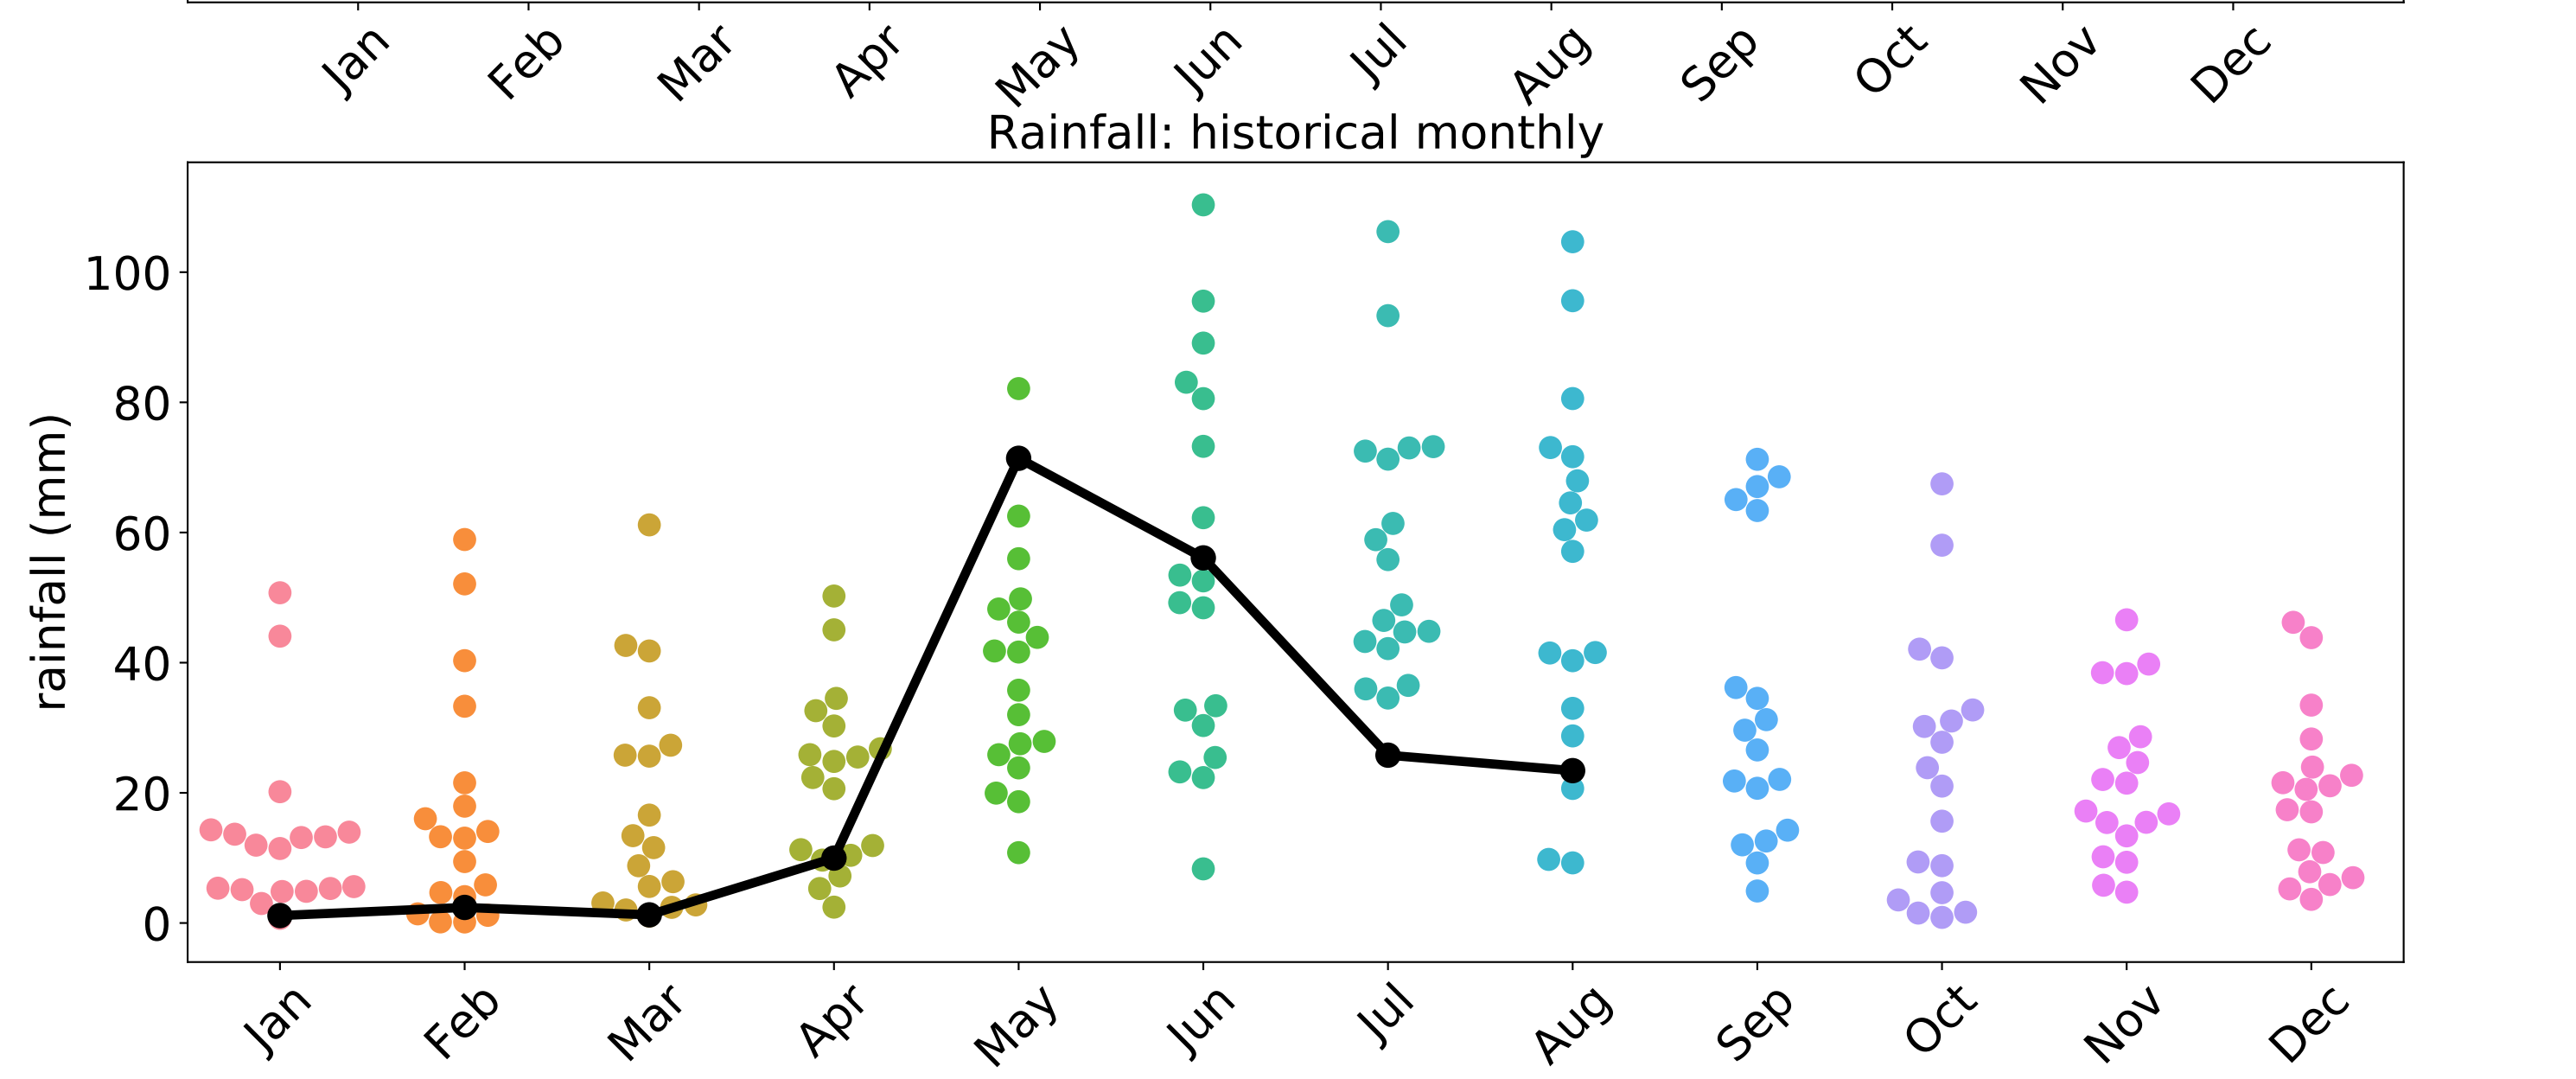 Jan Feb Mar Apr May Jun Jul Aug Sep Oct Nov Dec
Rainfall: historical monthly
rainfall (mm)
100
80
60
40
20
0
Jan Feb Mar Apr May Jun Jul Aug Sep Oct Nov Dec